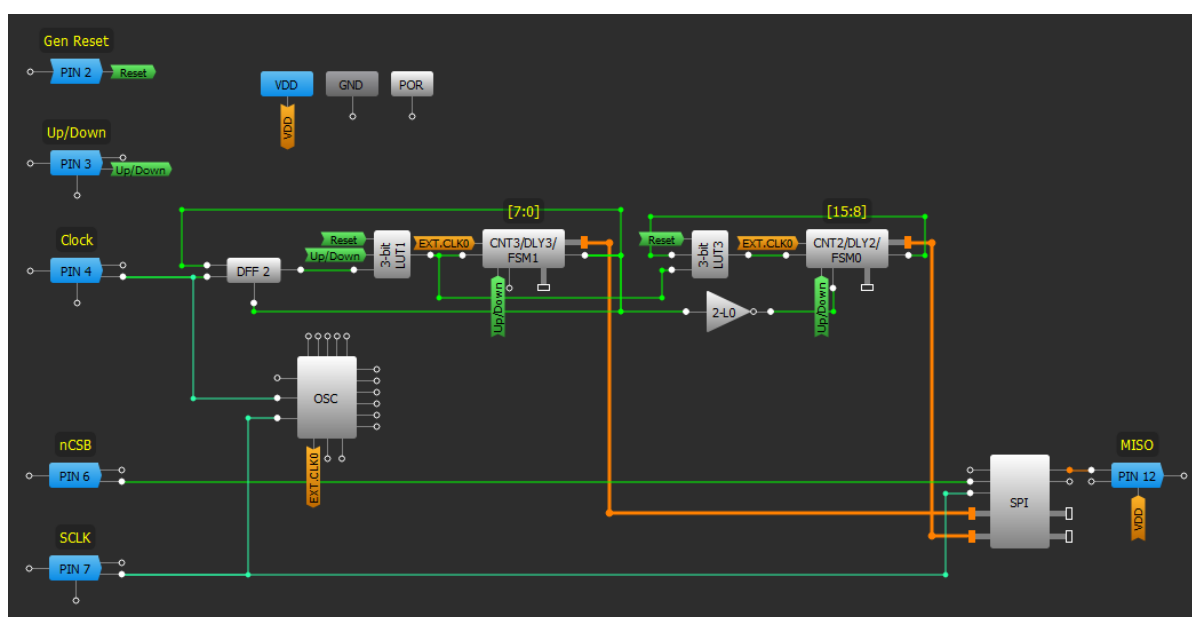 Gen Reset
PIN 2
Reset
VDD
GND
POR
VDD
Up/Down
PIN 3
Up/Down
[7:0]
[15:8]
Clock
PIN 4
DFF 2
Reset
Up/Down
3-bit
LUT1
EXT.CLK0
CNT3/DLY3/
FSM1
Up/Down
Reset
3-bit
LUT3
EXT.CLK0
CNT2/DLY2/
FSM0
Up/Down
2-L0
OSC
EXT.CLK0
nCSB
PIN 6
SPI
MISO
PIN 12
VDD
SCLK
PIN 7